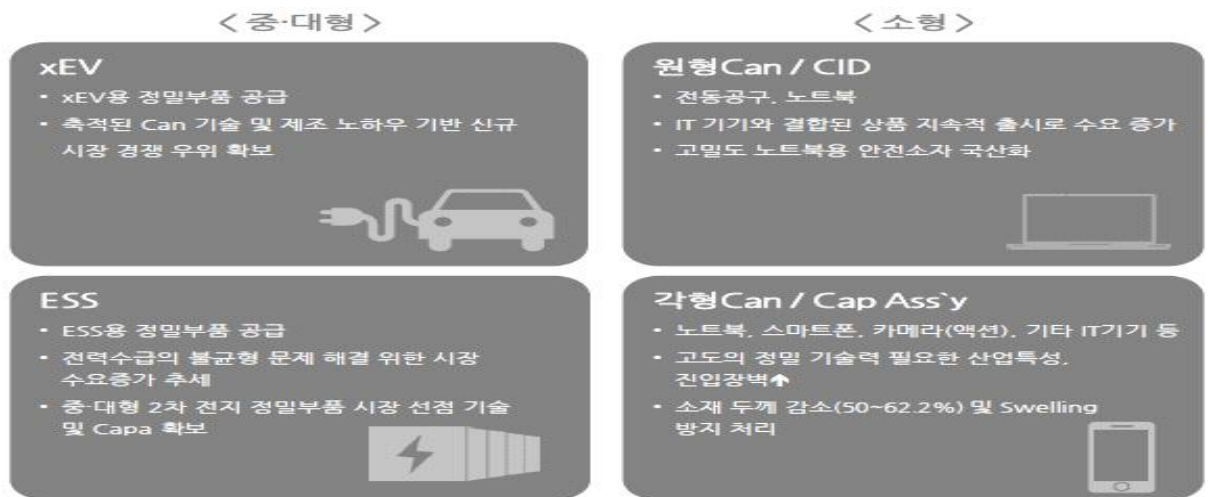 < 중·대형 >
xEV
• xEV용 정밀부품 공급
• 축적된 Can 기술 및 제조 노하우 기반 신규
시장 경쟁 우위 확보
ESS
• ESS용 정밀부품 공급
• 전력수급의 불균형 문제 해결 위한 시장
수요증가 추세
• 중·대형 2차 전지 정밀부품 시장 선점 기술
및 Capa 확보
< 소형 >
원형Can / CID
• 전동공구, 노트북
• IT 기기와 결합된 상품 지속적 출시로 수요 증가
• 고밀도 노트북용 안전소자 국산화
각형Can / Cap Ass`y
• 노트북, 스마트폰, 카메라(액션), 기타 IT기기 등
• 고도의 정밀 기술력 필요한 산업특성,
진입장벽↑
• 소재 두께 감소(50~62.2%) 및 Swelling
방지 처리